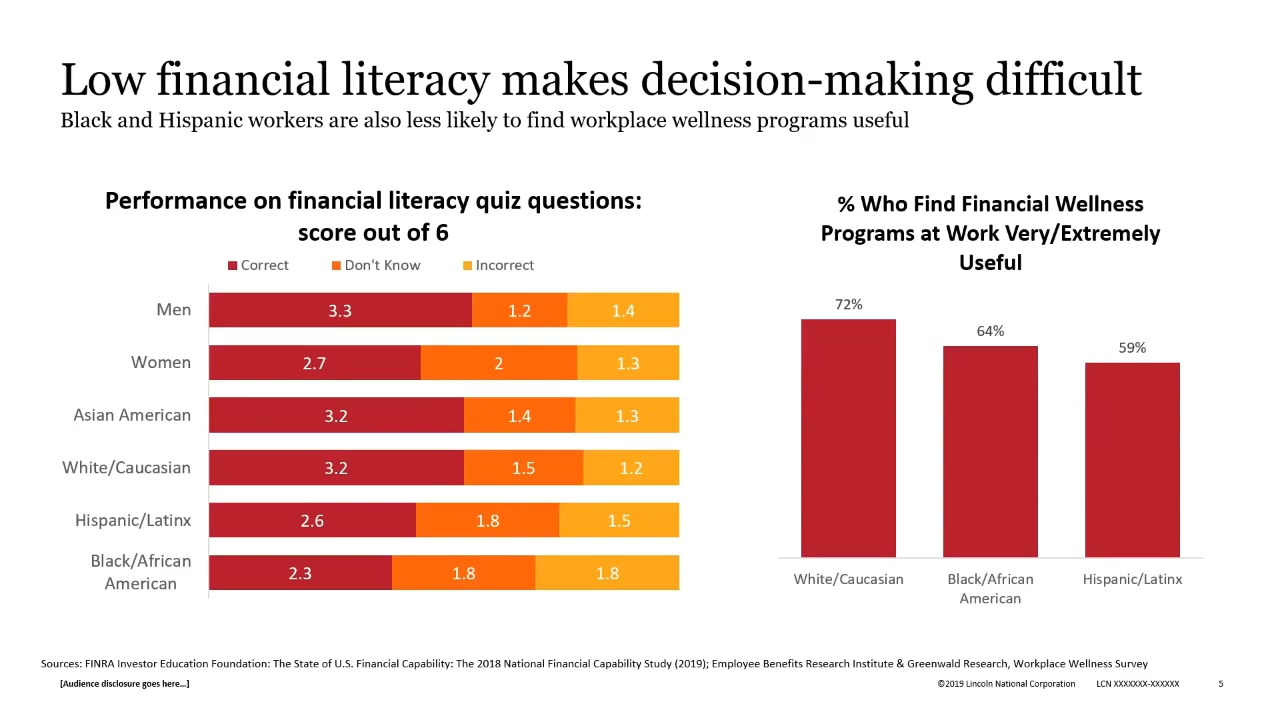 Low financial literacy makes decision-making difficult
Black and Hispanic workers are also less likely to find workplace wellness programs useful
Performance on financial literacy quiz questions:
score out of 6
Correct Don't Know Incorrect
Men 3.3 1.2 1.4
Women 2.7 2 1.3
Asian American 3.2 1.4 1.3
White/Caucasian 3.2 1.5 1.2
Hispanic/Latinx 2.6 1.8 1.5
Black/African
American 2.3 1.8 1.8
% Who Find Financial Wellness
Programs at Work Very/Extremely
Useful
72%
64%
59%
White/Caucasian Black/African Hispanic/Latinx
American
Sources: FINRA Investor Education Foundation: The State of U.S. Financial Capability: The 2018 National Financial Capability Study (2019); Employee Benefits Research Institute & Greenwald Research, Workplace Wellness Survey
[Audience disclosure goes here…] ©2019 Lincoln National Corporation LCN XXXXXXX-XXXXXX 5